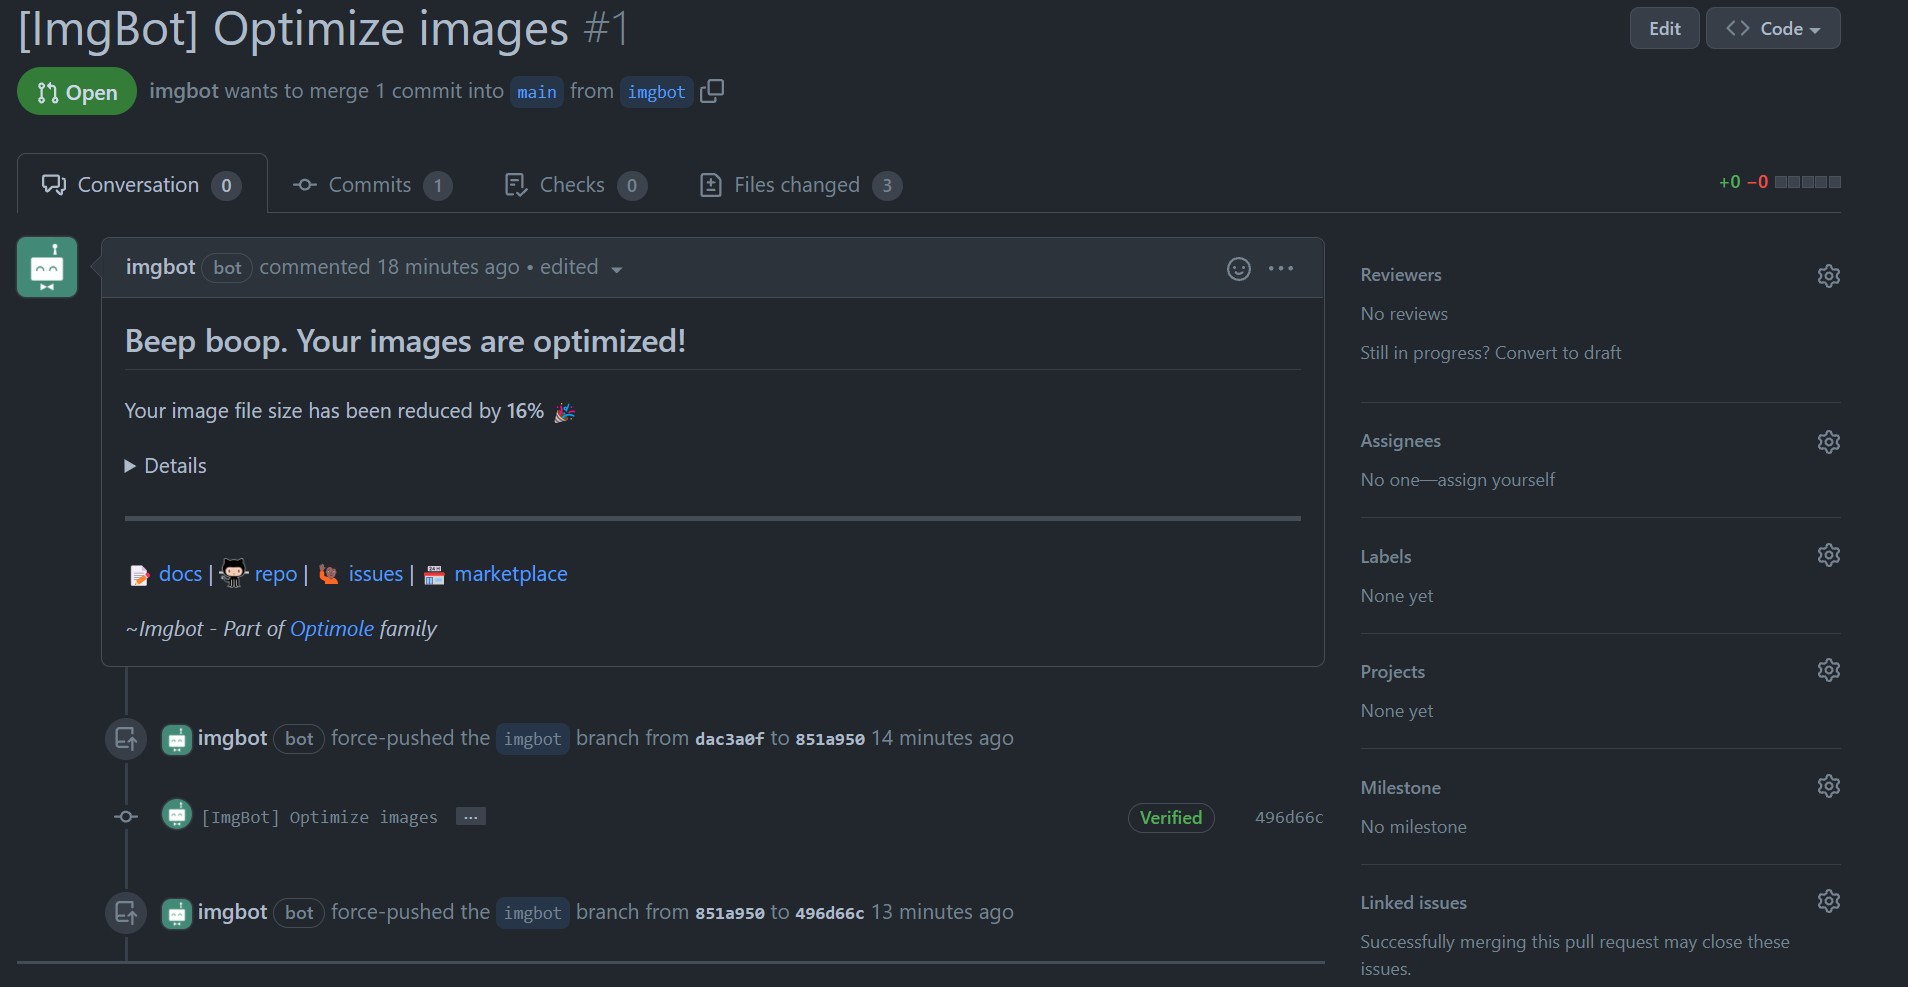 [ImgBot] Optimize images #1
Edit
<> Code
Open
imgbot wants to merge 1 commit into main from imgbot
Conversation 0
Commits 1
Checks 0
Files changed 3
+0 −0
imgbot bot commented 18 minutes ago • edited
Beep boop. Your images are optimized!
Your image file size has been reduced by 16% 🎉
Details
📝 docs | repo | 🙋🏾 issues | 🏪 marketplace
~Imgbot - Part of Optimole family
imgbot bot force-pushed the imgbot branch from dac3a0f to 851a950 14 minutes ago
[ImgBot] Optimize images ...
Verified
496d66c
imgbot bot force-pushed the imgbot branch from 851a950 to 496d66c 13 minutes ago
Reviewers
No reviews
Still in progress? Convert to draft
Assignees
No one—assign yourself
Labels
None yet
Projects
None yet
Milestone
No milestone
Linked issues
Successfully merging this pull request may close these
issues.